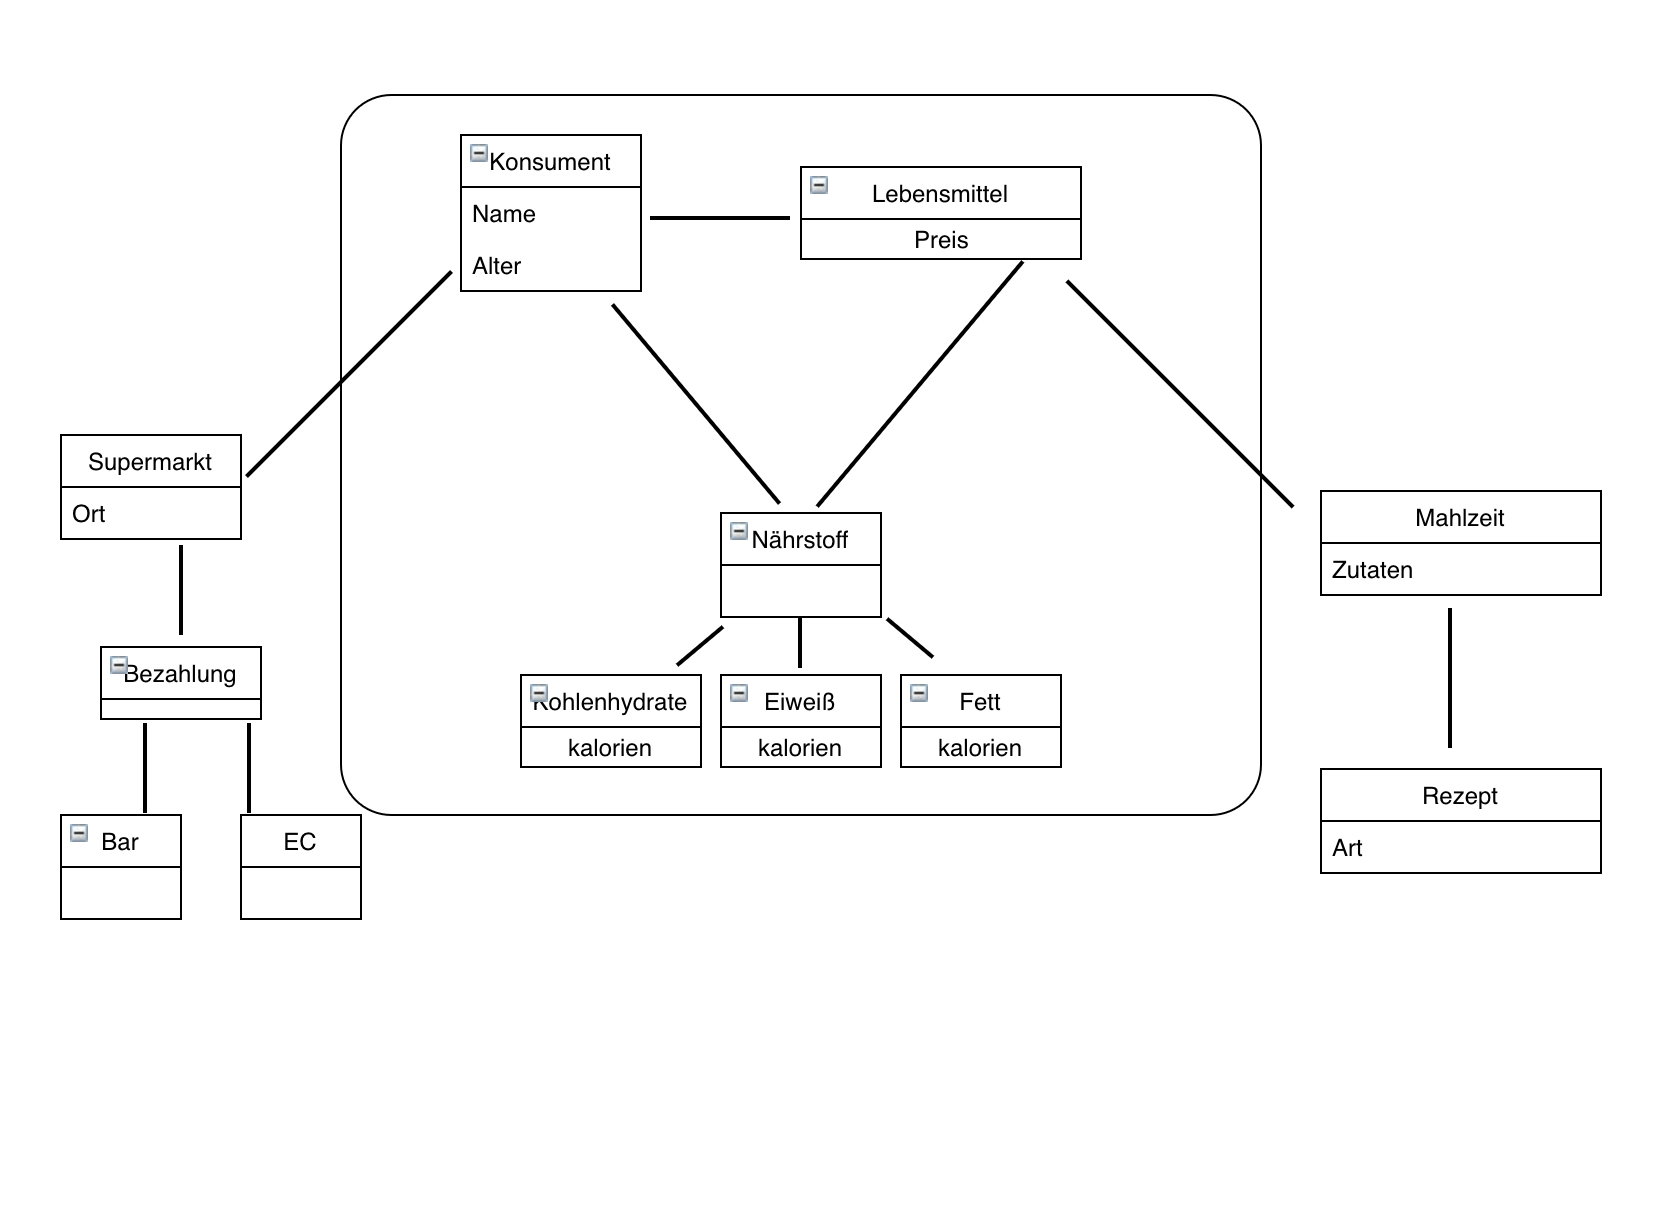 Konsument
Name
Alter
Lebensmittel
Preis
Supermarkt
Ort
Nährstoff
Mahlzeit
Zutaten
Bezahlung
Kohlenhydrate
kalorien
Eiweiß
kalorien
Fett
kalorien
Bar
EC
Rezept
Art